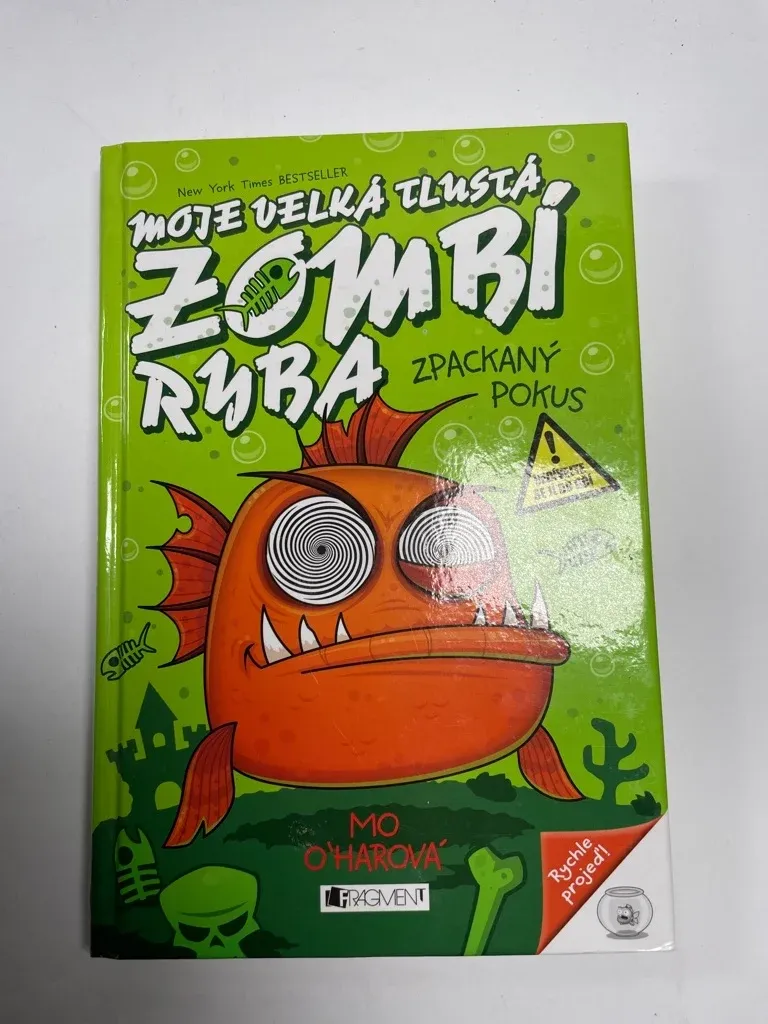 New York Times BESTSELLER
MOJE VELKÁ TLUSTÁ
ZOMBÍ
RYBA
ZPACKANÝ
POKUS
!
MO
O'HAROVÁ
FRAGMENT
Rychle
projeď!